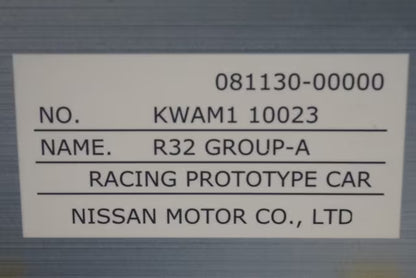 081130-00000
NO. KWAM1 10023
NAME. R32 GROUP-A
RACING PROTOTYPE CAR
NISSAN MOTOR CO., LTD